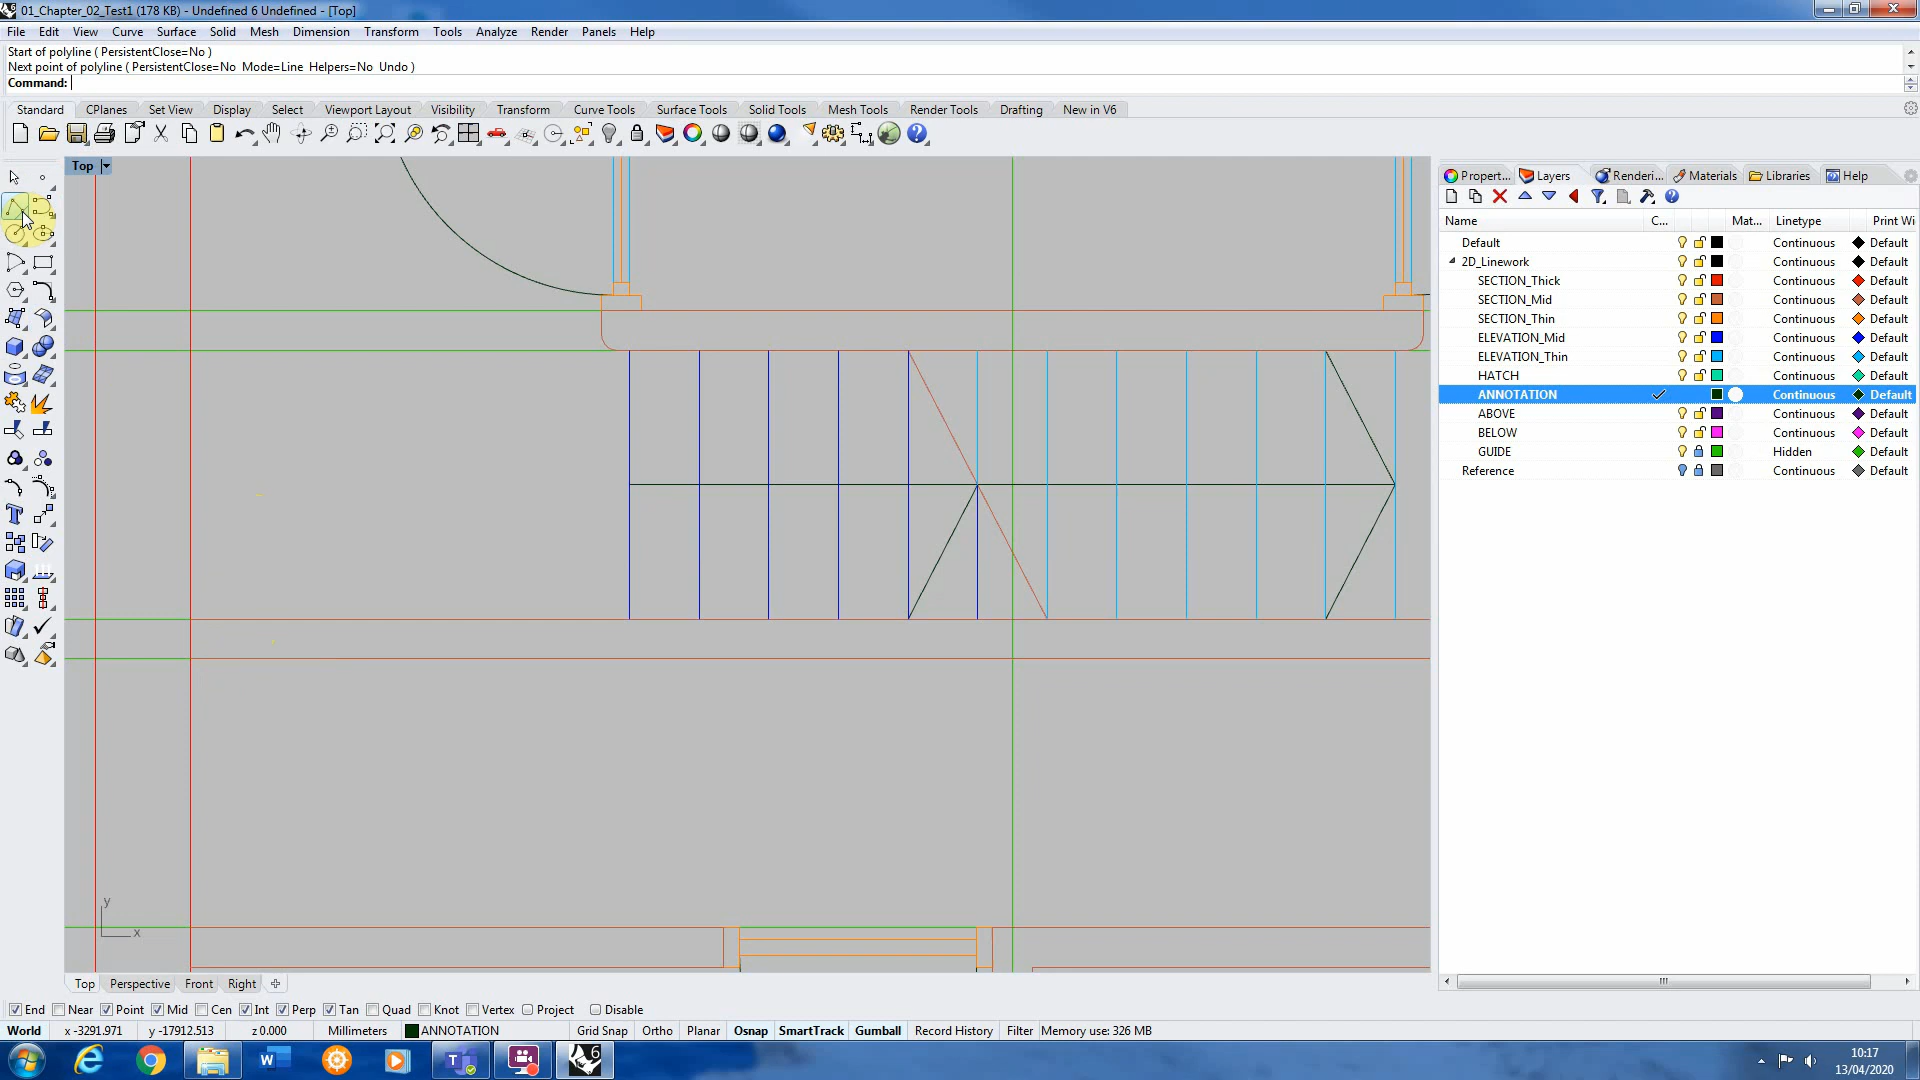 01_Chapter_02_Test1 (178 KB) - Undefined 6 Undefined - [Top]
File Edit View Curve Surface Solid Mesh Dimension Transform Tools Analyze Render Panels Help
Start of polyline ( PersistentClose=No )
Next point of polyline ( PersistentClose=No Mode=Line Helpers=No Undo )
Command:
Standard CPlanes Set View Display Select Viewport Layout Visibility Transform Curve Tools Surface Tools Solid Tools Mesh Tools Render Tools Drafting New in V6
Top
Propert... Layers Renderi... Materials Libraries Help
Name C... Mat... Linetype Print Wi
Default Continuous Default
2D_Linework Continuous Default
SECTION_Thick Continuous Default
SECTION_Mid Continuous Default
SECTION_Thin Continuous Default
ELEVATION_Mid Continuous Default
ELEVATION_Thin Continuous Default
HATCH Continuous Default
ANNOTATION Continuous Default
ABOVE Continuous Default
BELOW Continuous Default
GUIDE Hidden Default
Reference Continuous Default
y
x
Top Perspective Front Right
End Near Point Mid Cen Int Perp Tan Quad Knot Vertex Project Disable
World x -3291.971 y -17912.513 z 0.000 Millimeters ANNOTATION Grid Snap Ortho Planar Osnap SmartTrack Gumball Record History Filter Memory use: 326 MB
10:17
13/04/2020